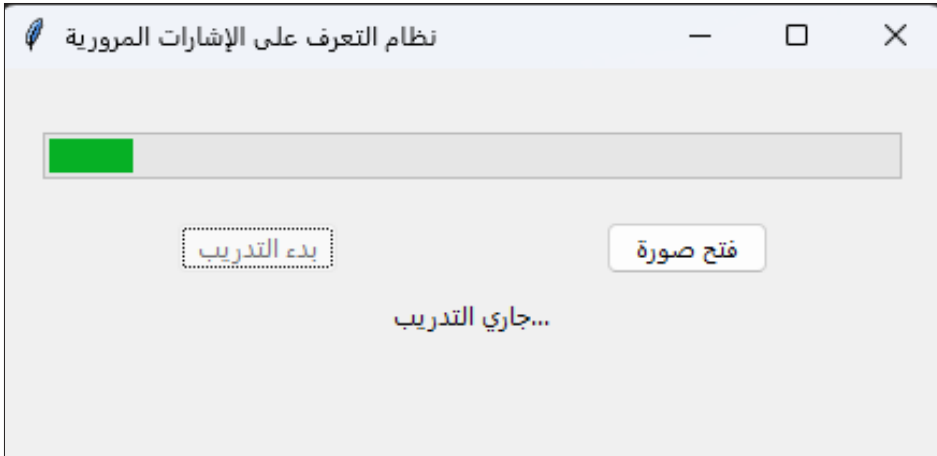 نظام التعرف على الإشارات المرورية
بدء التدريب
فتح صورة
جاري التدريب...